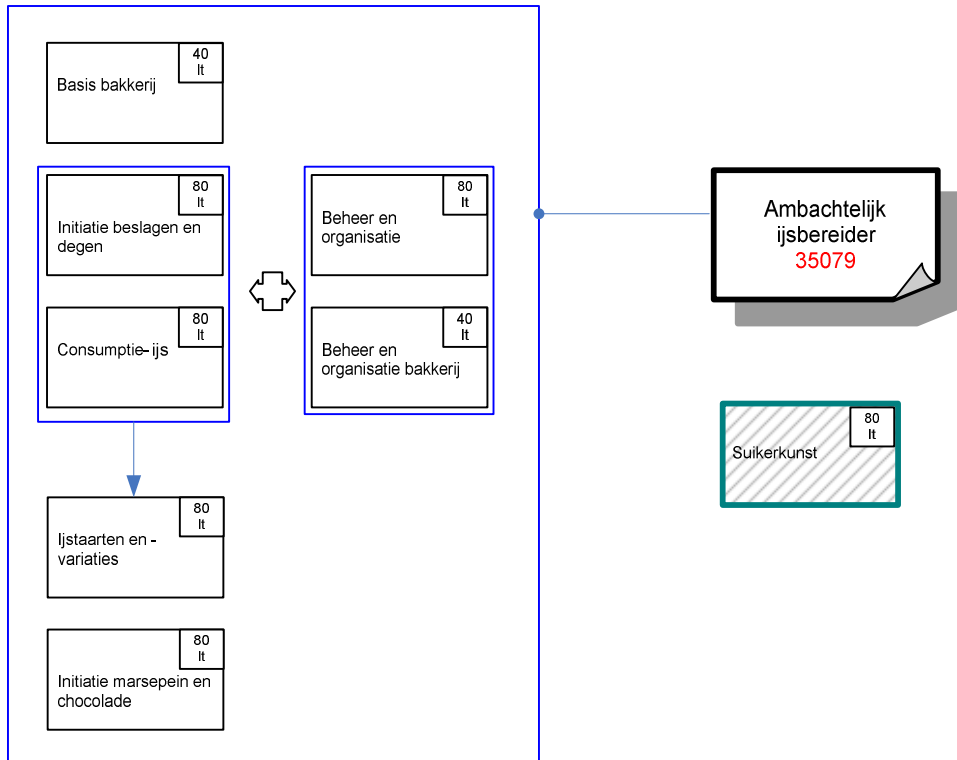 40
lt
Basis bakkerij
80
lt
Initiatie beslagen en
degen
80
lt
Consumptie-ijs
80
lt
Beheer en
organisatie
40
lt
Beheer en
organisatie bakkerij
80
lt
Ijstaarten en -
variaties
80
lt
Initiatie marsepein en
chocolade
Ambachtelijk
ijsbereider
35079
80
lt
Suikerkunst